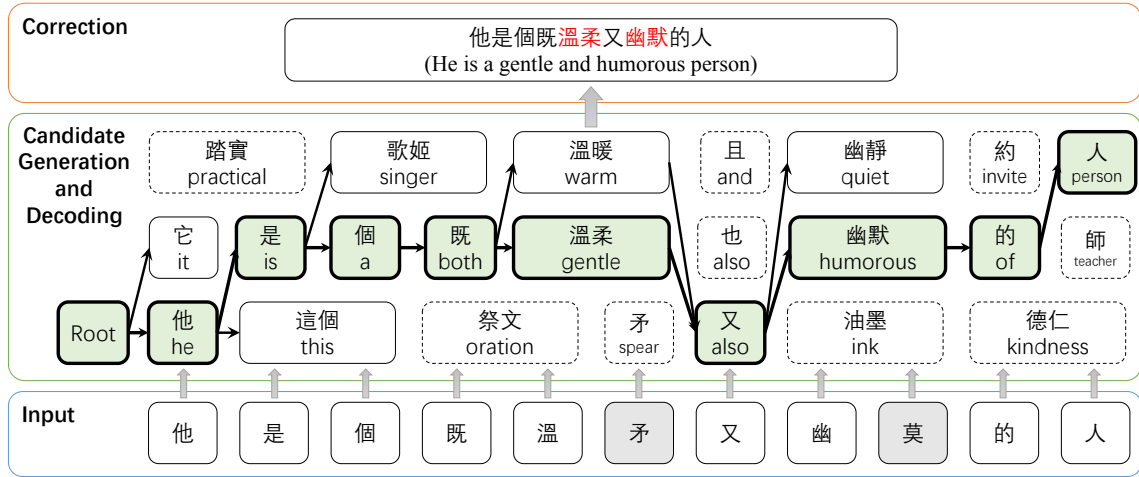 Correction
他是個既溫柔又幽默的人
(He is a gentle and humorous person)
Candidate
Generation
and
Decoding
踏實
practical
歌姬
singer
溫暖
warm
且
and
幽靜
quiet
約
invite
人
person
它
it
是
is
個
a
既
both
溫柔
gentle
也
also
幽默
humorous
的
of
師
teacher
Root
他
he
這個
this
祭文
oration
矛
spear
又
also
油墨
ink
德仁
kindness
Input
他
是
個
既
溫
矛
又
幽
莫
的
人